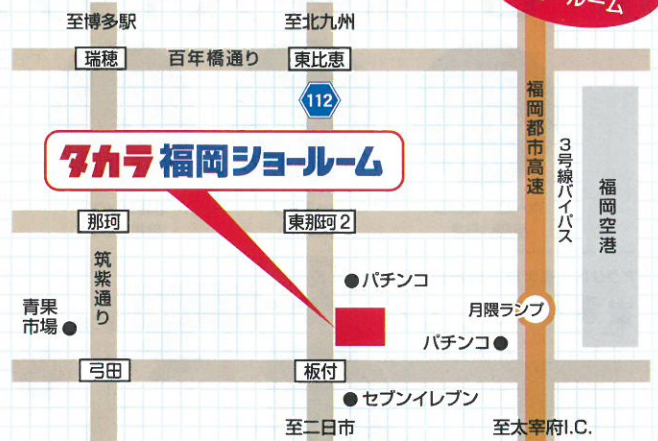 ールーム
至博多駅
至北九州
瑞穂
百年橋通り
東比恵
112
福岡都市高速
3号線バイパス
福岡空港
タカラ福岡ショールーム
那珂
東那珂2
筑紫通り
パチンコ
青果
市場
月隈ランプ
パチンコ
弓田
板付
セブンイレブン
至二日市
至太宰府I.C.